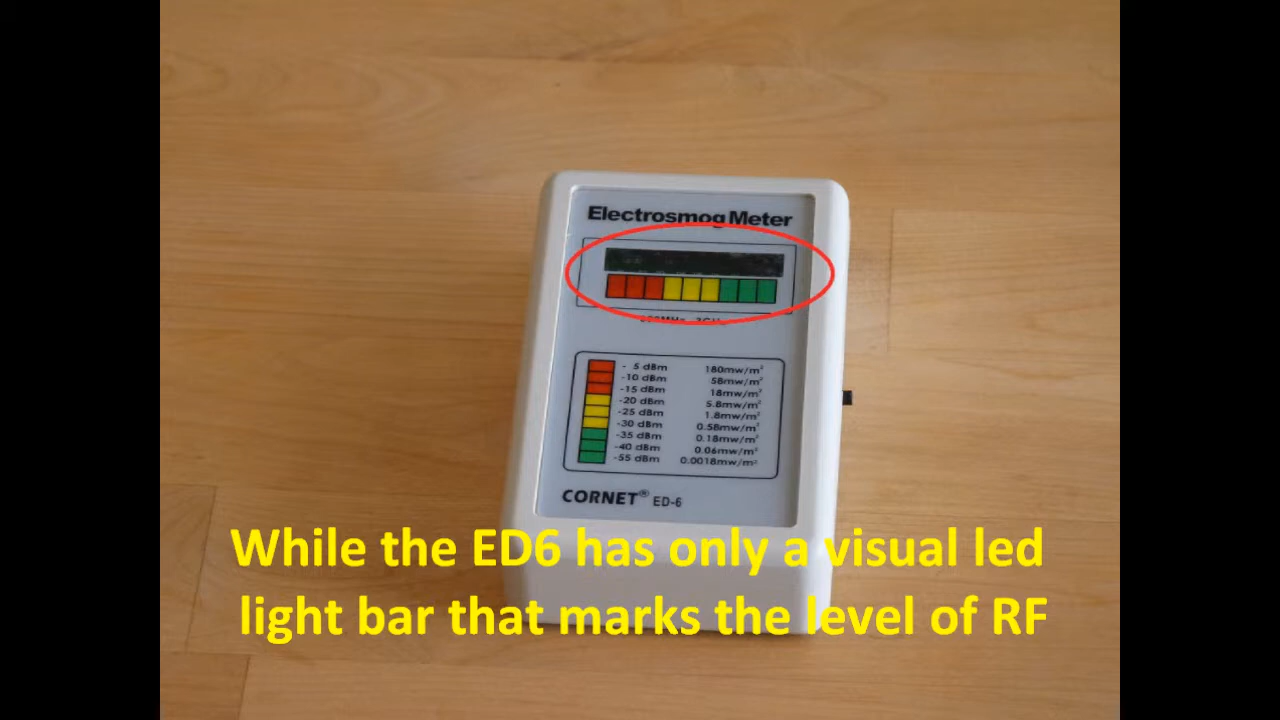 Electrosmog Meter
- 5 dBm 180mw/m²
-10 dBm 58mw/m²
-15 dBm 18mw/m²
-20 dBm 5.8mw/m²
-25 dBm 1.8mw/m²
-30 dBm 0.58mw/m²
-35 dBm 0.18mw/m²
-40 dBm 0.06mw/m²
-55 dBm 0.0018mw/m²
CORNET® ED-6
While the ED6 has only a visual led
light bar that marks the level of RF